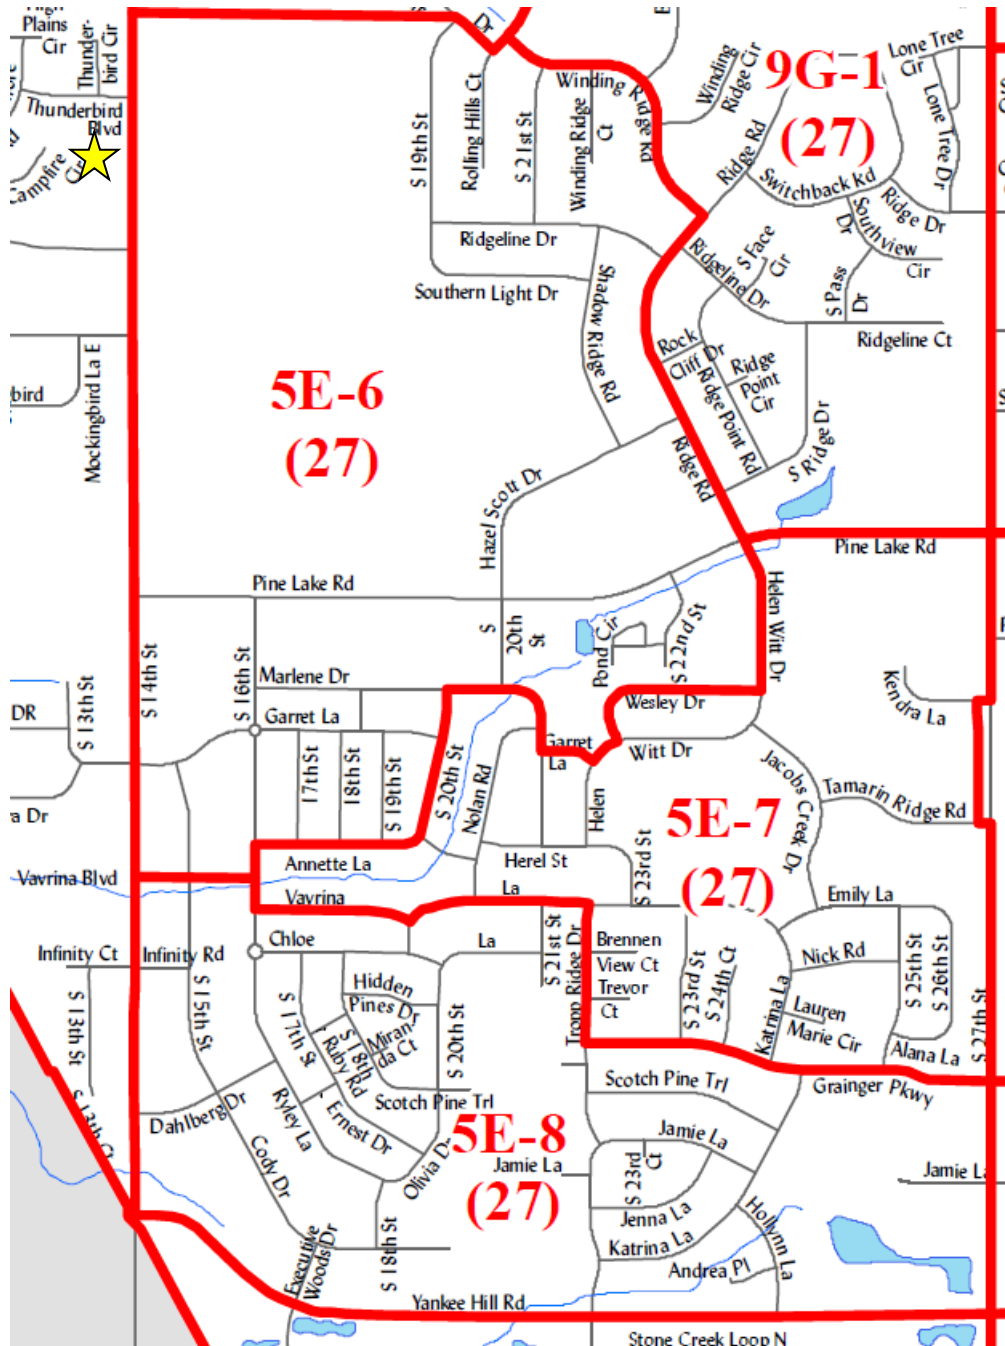 High
Plains
Cir
Thunder-
bird Cir
Thunderbird
Blvd
Campfire
Cir
Dr
S 19th St
Rolling Hills Ct
S 21st St
Winding Ridge Rd
Winding Ridge
Ct
Winding
Ridge Cir
9G-1
(27)
Lone Tree
Cir
Lone Tree Dr
Ridge Rd
Switchback Rd
Ridge Dr
Southview
Dr
Cir
Ridgeline Dr
Southern Light Dr
Shadow Ridge Rd
Ridgeline Dr
S Face
Cir
S Pass
Dr
Ridgeline Ct
Rock
Cliff Dr
Ridge
Point
Cir
Ridge Point Rd
S Ridge Dr
Ridge Rd
Mockingbird La E
bird
5E-6
(27)
Hazel Scott Dr
Pine Lake Rd
Pine Lake Rd
S
20th
St
Pond Cir
S 22nd St
Helen Witt Dr
S 14th St
S 16th St
S 13th St
DR
Marlene Dr
Garret La
Wesley Dr
Kendra La
17th St
18th St
S 19th St
S 20th St
Nolan Rd
Garret
La
Witt Dr
Helen
Jacobs Creek Dr
Tamarin Ridge Rd
ra Dr
5E-7
(27)
Annette La
Herel St
S 23rd St
Vavrina Blvd
Vavrina
La
Emily La
Infinity Ct
Infinity Rd
Chloe
La
S 21st St
Tropp Ridge Dr
Brennen
View Ct
Trevor
Ct
S 23rd St
S 24th Ct
Nick Rd
S 25th St
S 26th St
S 27th St
Katrina La
Lauren
Marie Cir
Alana La
S 13th St
S 15th St
S 17th St
Hidden
Pines Dr
Miran-
da Ct
S 18th
Ruby Rd
S 20th St
Scotch Pine Trl
Scotch Pine Trl
Grainger Pkwy
S 13th Ct
Dahlberg Dr
Ryley La
Ernest Dr
Cody Dr
Olivia D
5E-8
(27)
Jamie La
Jamie La
Jamie La
S 23rd
Ct
Jenna La
Katrina La
Hollynn La
Andrea Pl
Executive
Woods Dr
S 18th St
Yankee Hill Rd
Stone Creek Loop N